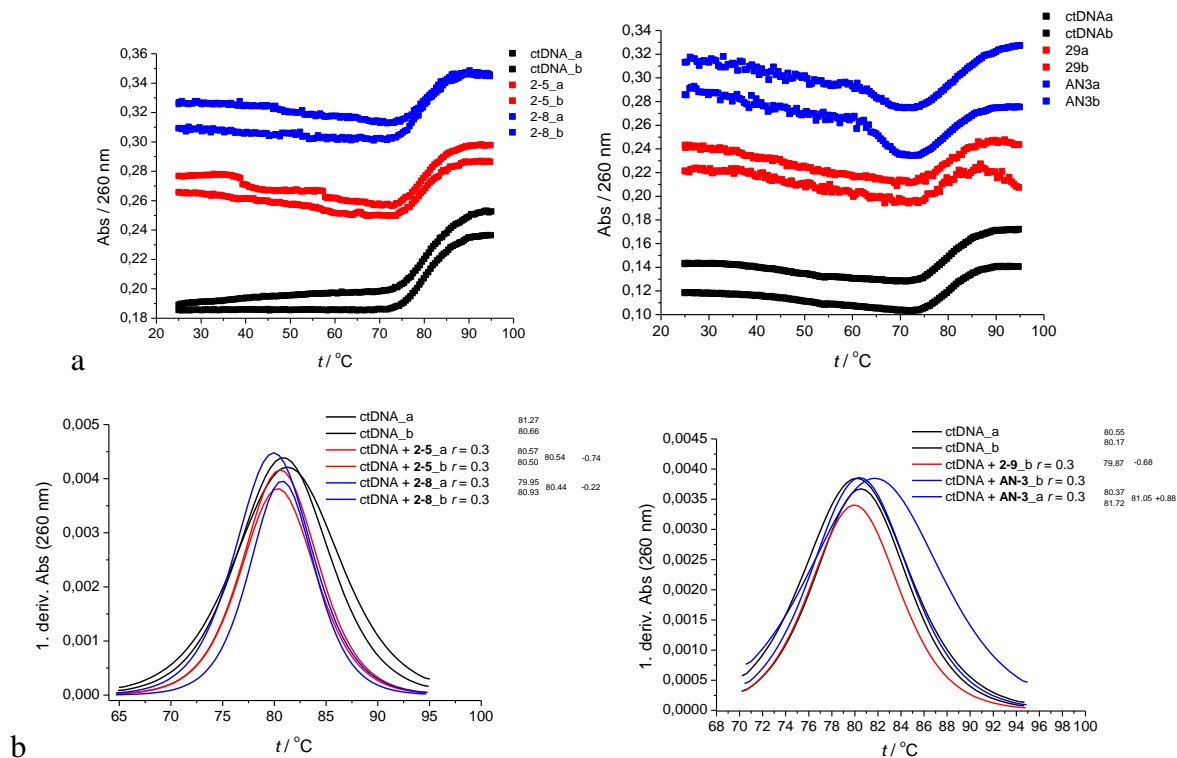 ctDNA_a
ctDNA_b
2-5_a
2-5_b
2-8_a
2-8_b
0,36
0,34
0,32
0,30
0,28
0,26
0,24
0,22
0,20
0,18
Abs / 260 nm
20 30 40 50 60 70 80 90 100
t / °C
ctDNAa
ctDNAb
29a
29b
AN3a
AN3b
0,34
0,32
0,30
0,28
0,26
0,24
0,22
0,20
0,18
0,16
0,14
0,12
0,10
Abs / 260 nm
20 30 40 50 60 70 80 90 100
t / °C
a
ctDNA_a 81.27
ctDNA_b 80.66
ctDNA + 2-5_a r = 0.3 80.57
ctDNA + 2-5_b r = 0.3 80.50 80.54 -0.74
ctDNA + 2-8_a r = 0.3 79.95
ctDNA + 2-8_b r = 0.3 80.93 80.44 -0.22
0,005
0,004
0,003
0,002
0,001
0,000
1. deriv. Abs (260 nm)
65 70 75 80 85 90 95 100
t / °C
ctDNA_a 80.55
ctDNA_b 80.17
ctDNA + 2-9_b r = 0.3 79.87 -0.68
ctDNA + AN-3_b r = 0.3 80.37
ctDNA + AN-3_a r = 0.3 81.72 81.05 +0.88
0,0045
0,0040
0,0035
0,0030
0,0025
0,0020
0,0015
0,0010
0,0005
0,0000
1. deriv. Abs (260 nm)
68 70 72 74 76 78 80 82 84 86 88 90 92 94 96 98 100
t / °C
b